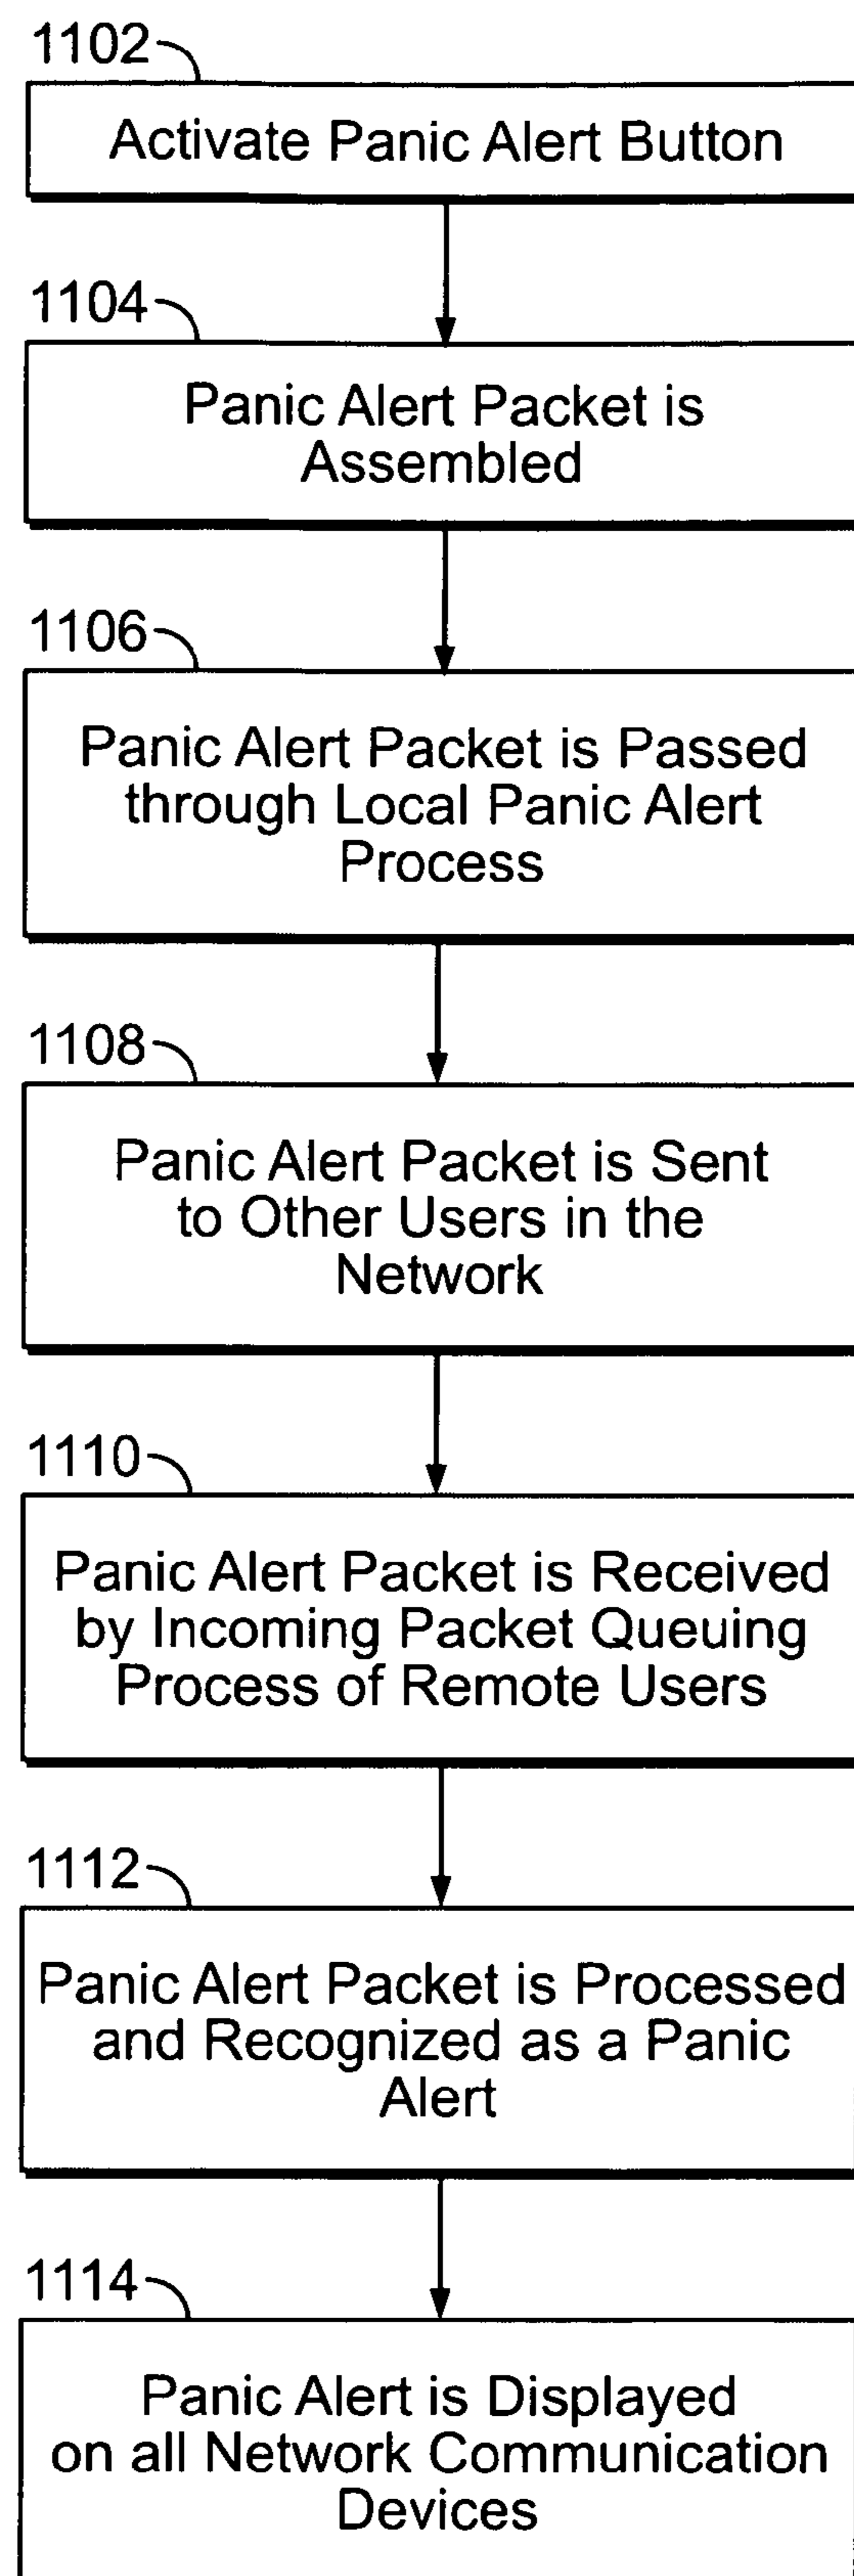 1102
Activate Panic Alert Button
1104
Panic Alert Packet is
Assembled
1106
Panic Alert Packet is Passed
through Local Panic Alert
Process
1108
Panic Alert Packet is Sent
to Other Users in the
Network
1110
Panic Alert Packet is Received
by Incoming Packet Queuing
Process of Remote Users
1112
Panic Alert Packet is Processed
and Recognized as a Panic
Alert
1114
Panic Alert is Displayed
on all Network Communication
Devices